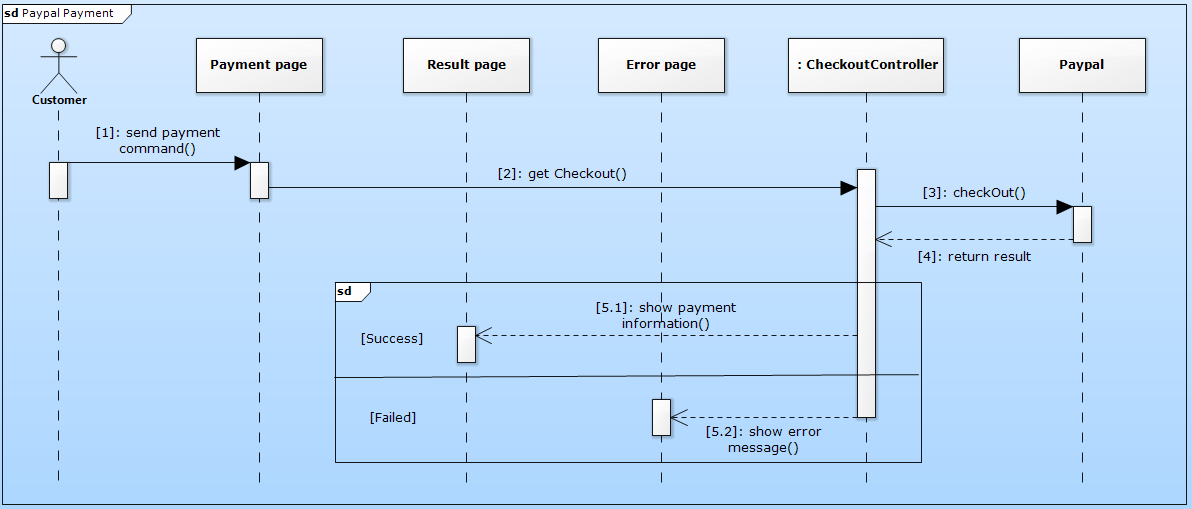 sd Paypal Payment
Customer
Payment page
Result page
Error page
: CheckoutController
Paypal
[1]: send payment
command()
[2]: get Checkout()
[3]: checkOut()
[4]: return result
sd
[5.1]: show payment
information()
[Success]
[Failed]
[5.2]: show error
message()